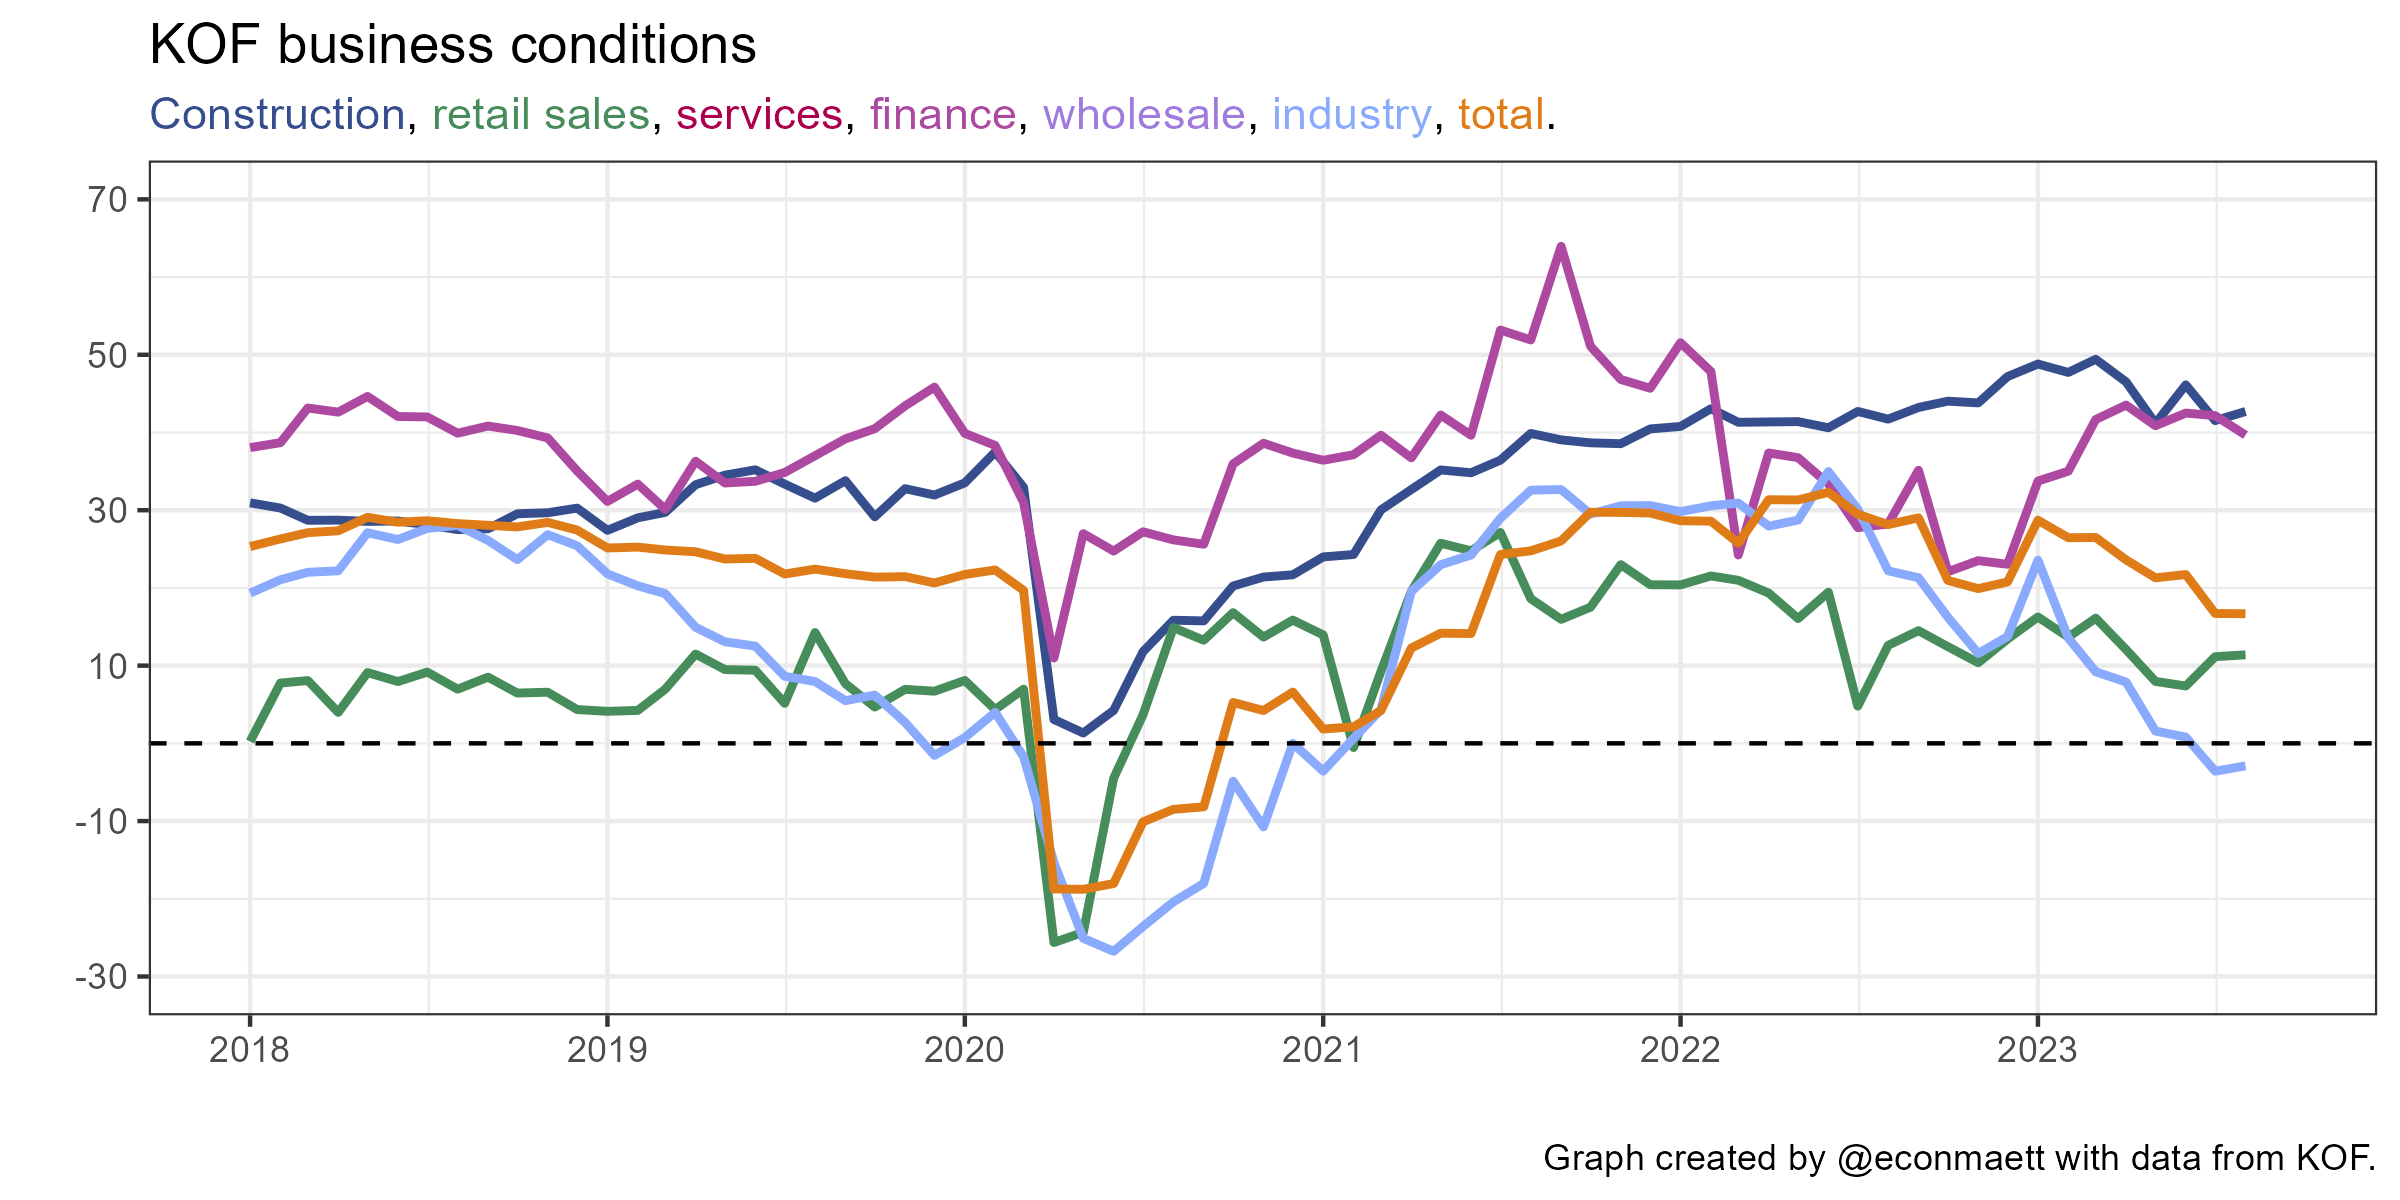 KOF business conditions
Construction, retail sales, services, finance, wholesale, industry, total.
70
50
30
10
-10
-30
2018 2019 2020 2021 2022 2023
Graph created by @econmaett with data from KOF.